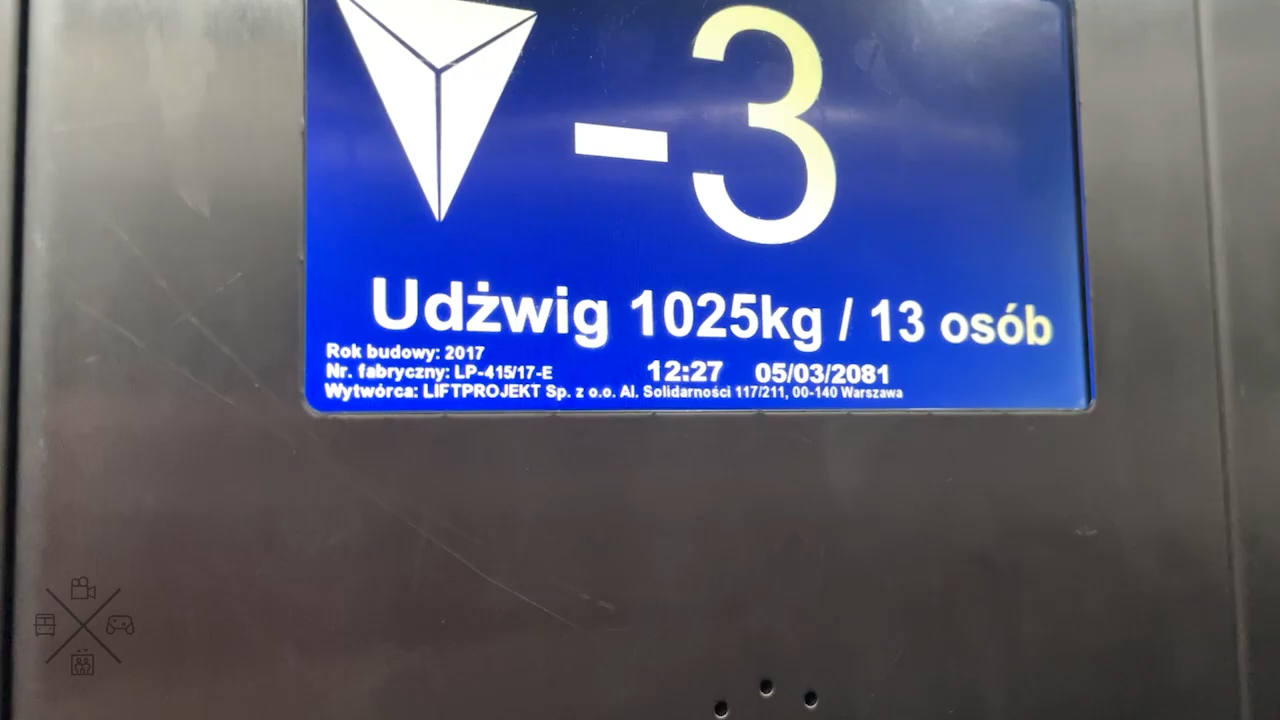 -3
Udżwig 1025kg / 13 osób
Rok budowy: 2017
Nr. fabryczny: LP-415/17-E 12:27 05/03/2081
Wytwórca: LIFTPROJEKT Sp. z o.o. Al. Solidarności 117/211, 00-140 Warszawa